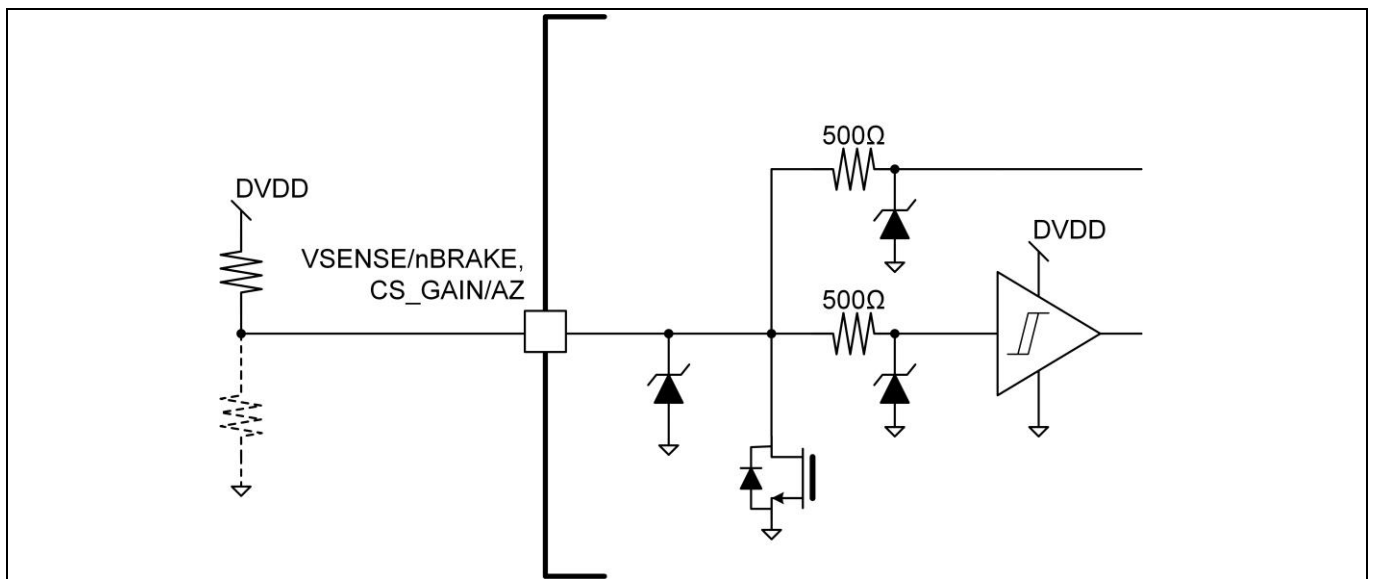 500Ω
DVDD
VSENSE/nBRAKE,
CS_GAIN/AZ
DVDD
500Ω